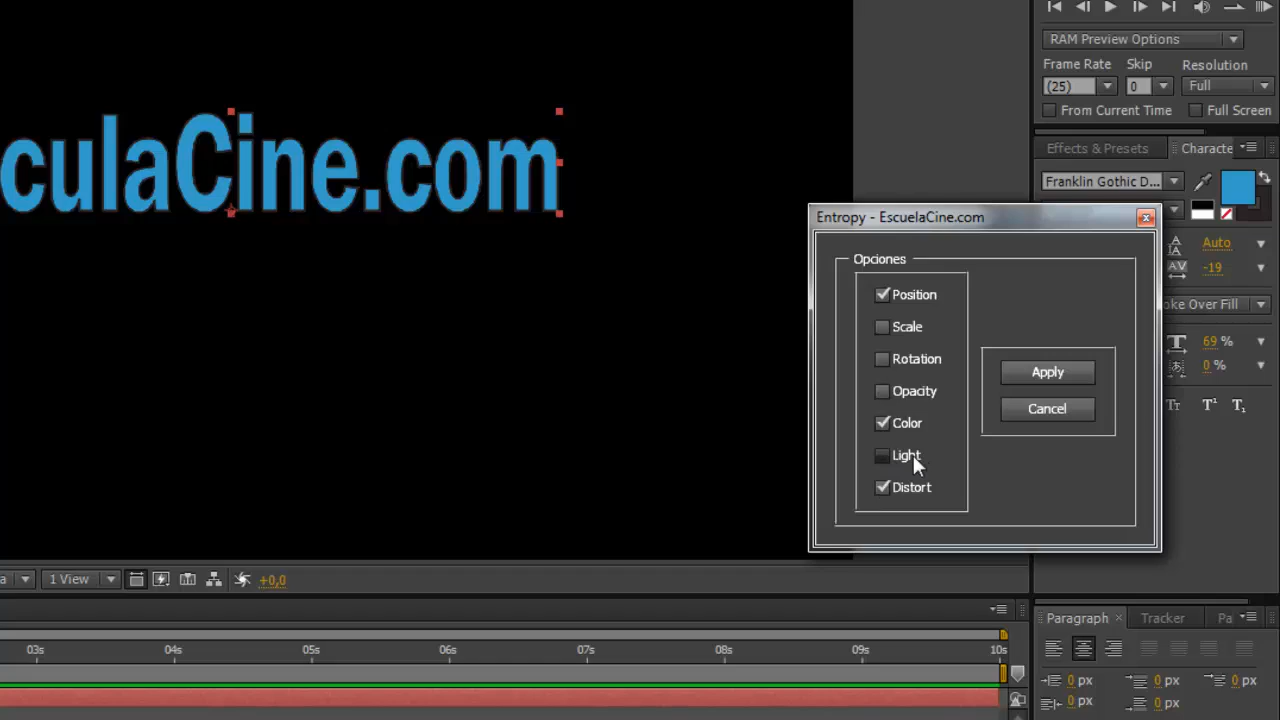 RAM Preview Options
Frame Rate Skip Resolution
(25) 0 Full
From Current Time Full Screen
culaCine.com
Effects & Presets Characte
Franklin Gothic D...
Entropy - EscuelaCine.com
Auto
-19
Opciones
Position
Scale
Rotation
Opacity
Color
Light
Distort
Apply
Cancel
oke Over Fill
69 %
0 %
a 1 View +0,0
Paragraph Tracker Pa
03s 04s 05s 06s 07s 08s 09s 10s
0 px 0 px 0 px
0 px 0 px